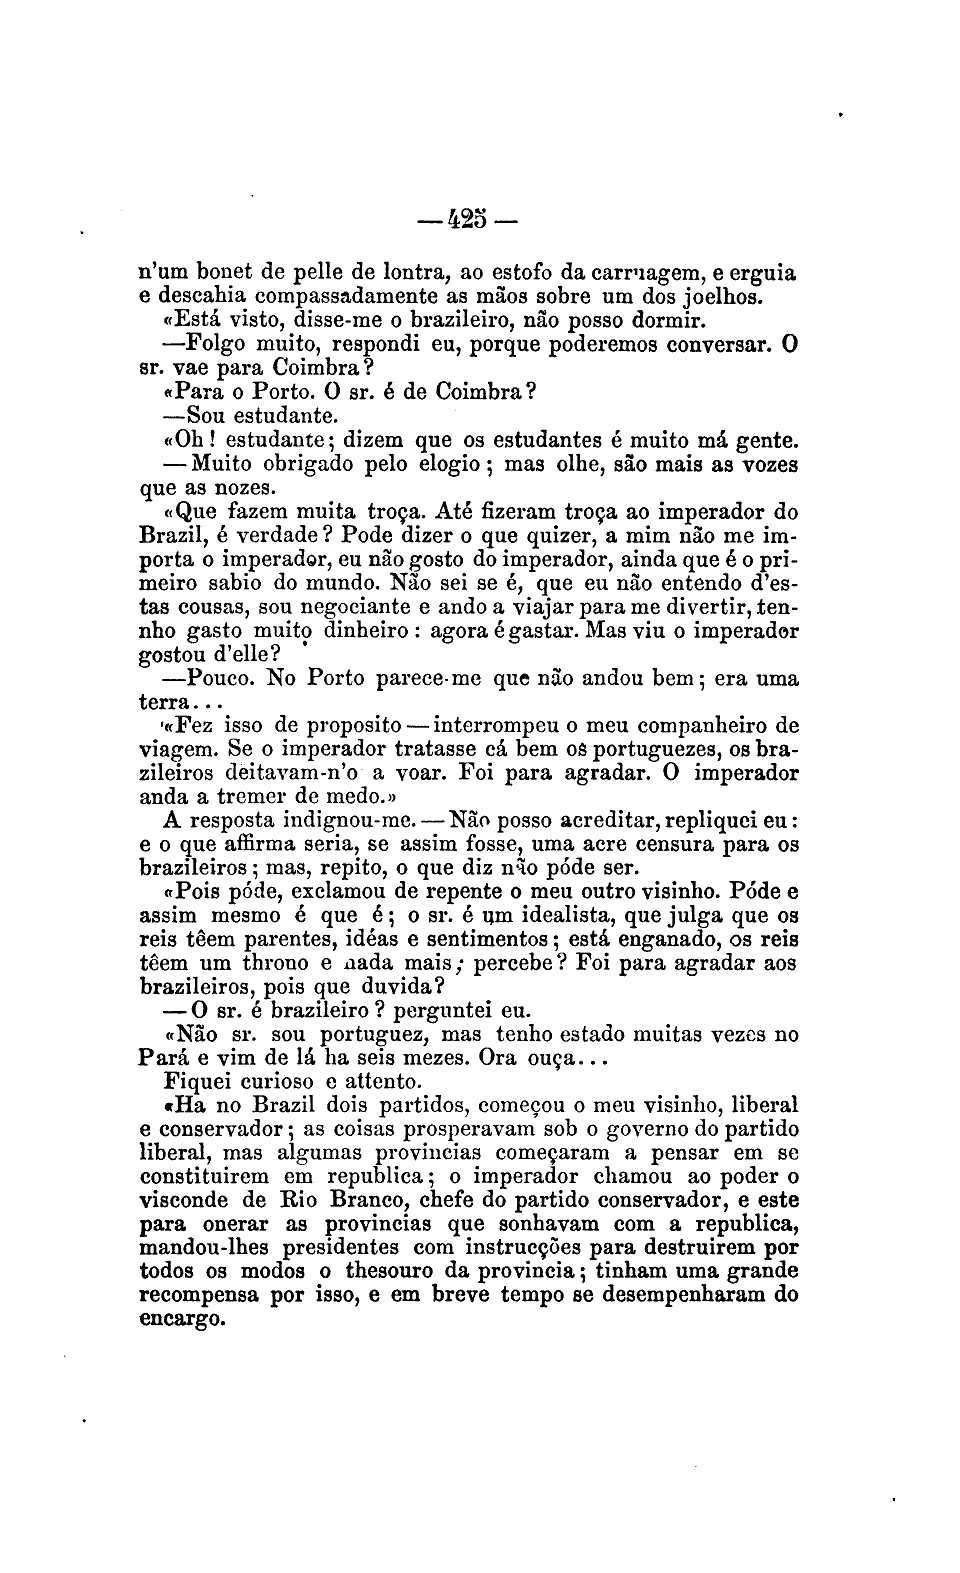 — 425 —
n'um bonet de pelle de lontra, ao estofo da carruagem, e erguia
e descahia compassadamente as mãos sobre um dos joelhos.
«Está visto, disse-me o brazileiro, não posso dormir.
—Folgo muito, respondi eu, porque poderemos conversar. O
sr. vae para Coimbra?
«Para o Porto. O sr. é de Coimbra?
—Sou estudante.
«Oh! estudante; dizem que os estudantes é muito má gente.
—Muito obrigado pelo elogio; mas olhe, são mais as vozes
que as nozes.
«Que fazem muita troça. Até fizeram troça ao imperador do
Brazil, é verdade? Pode dizer o que quizer, a mim não me im-
porta o imperador, eu não gosto do imperador, ainda que é o pri-
meiro sabio do mundo. Não sei se é, que eu não entendo d'es-
tas cousas, sou negociante e ando a viajar para me divertir, ten-
nho gasto muito dinheiro: agora é gastar. Mas viu o imperador
gostou d'elle?
—Pouco. No Porto parece-me que não andou bem; era uma
terra...
«Fez isso de proposito—interrompeu o meu companheiro de
viagem. Se o imperador tratasse cá bem os portuguezes, os bra-
zileiros deitavam-n'o a voar. Foi para agradar. O imperador
anda a tremer de medo.»
A resposta indignou-me.—Não posso acreditar, repliquei eu:
e o que affirma seria, se assim fosse, uma acre censura para os
brazileiros; mas, repito, o que diz não póde ser.
«Pois póde, exclamou de repente o meu outro visinho. Póde e
assim mesmo é que é; o sr. é um idealista, que julga que os
reis têem parentes, idéas e sentimentos; está enganado, os reis
têem um throno e nada mais; percebe? Foi para agradar aos
brazileiros, pois que duvida?
—O sr. é brazileiro? perguntei eu.
«Não sr. sou portuguez, mas tenho estado muitas vezes no
Pará e vim de lá ha seis mezes. Ora ouça...
Fiquei curioso e attento.
«Ha no Brazil dois partidos, começou o meu visinho, liberal
e conservador; as coisas prosperavam sob o governo do partido
liberal, mas algumas provincias começaram a pensar em se
constituirem em republica; o imperador chamou ao poder o
visconde de Rio Branco, chefe do partido conservador, e este
para onerar as provincias que sonhavam com a republica,
mandou-lhes presidentes com instrucções para destruirem por
todos os modos o thesouro da provincia; tinham uma grande
recompensa por isso, e em breve tempo se desempenharam do
encargo.